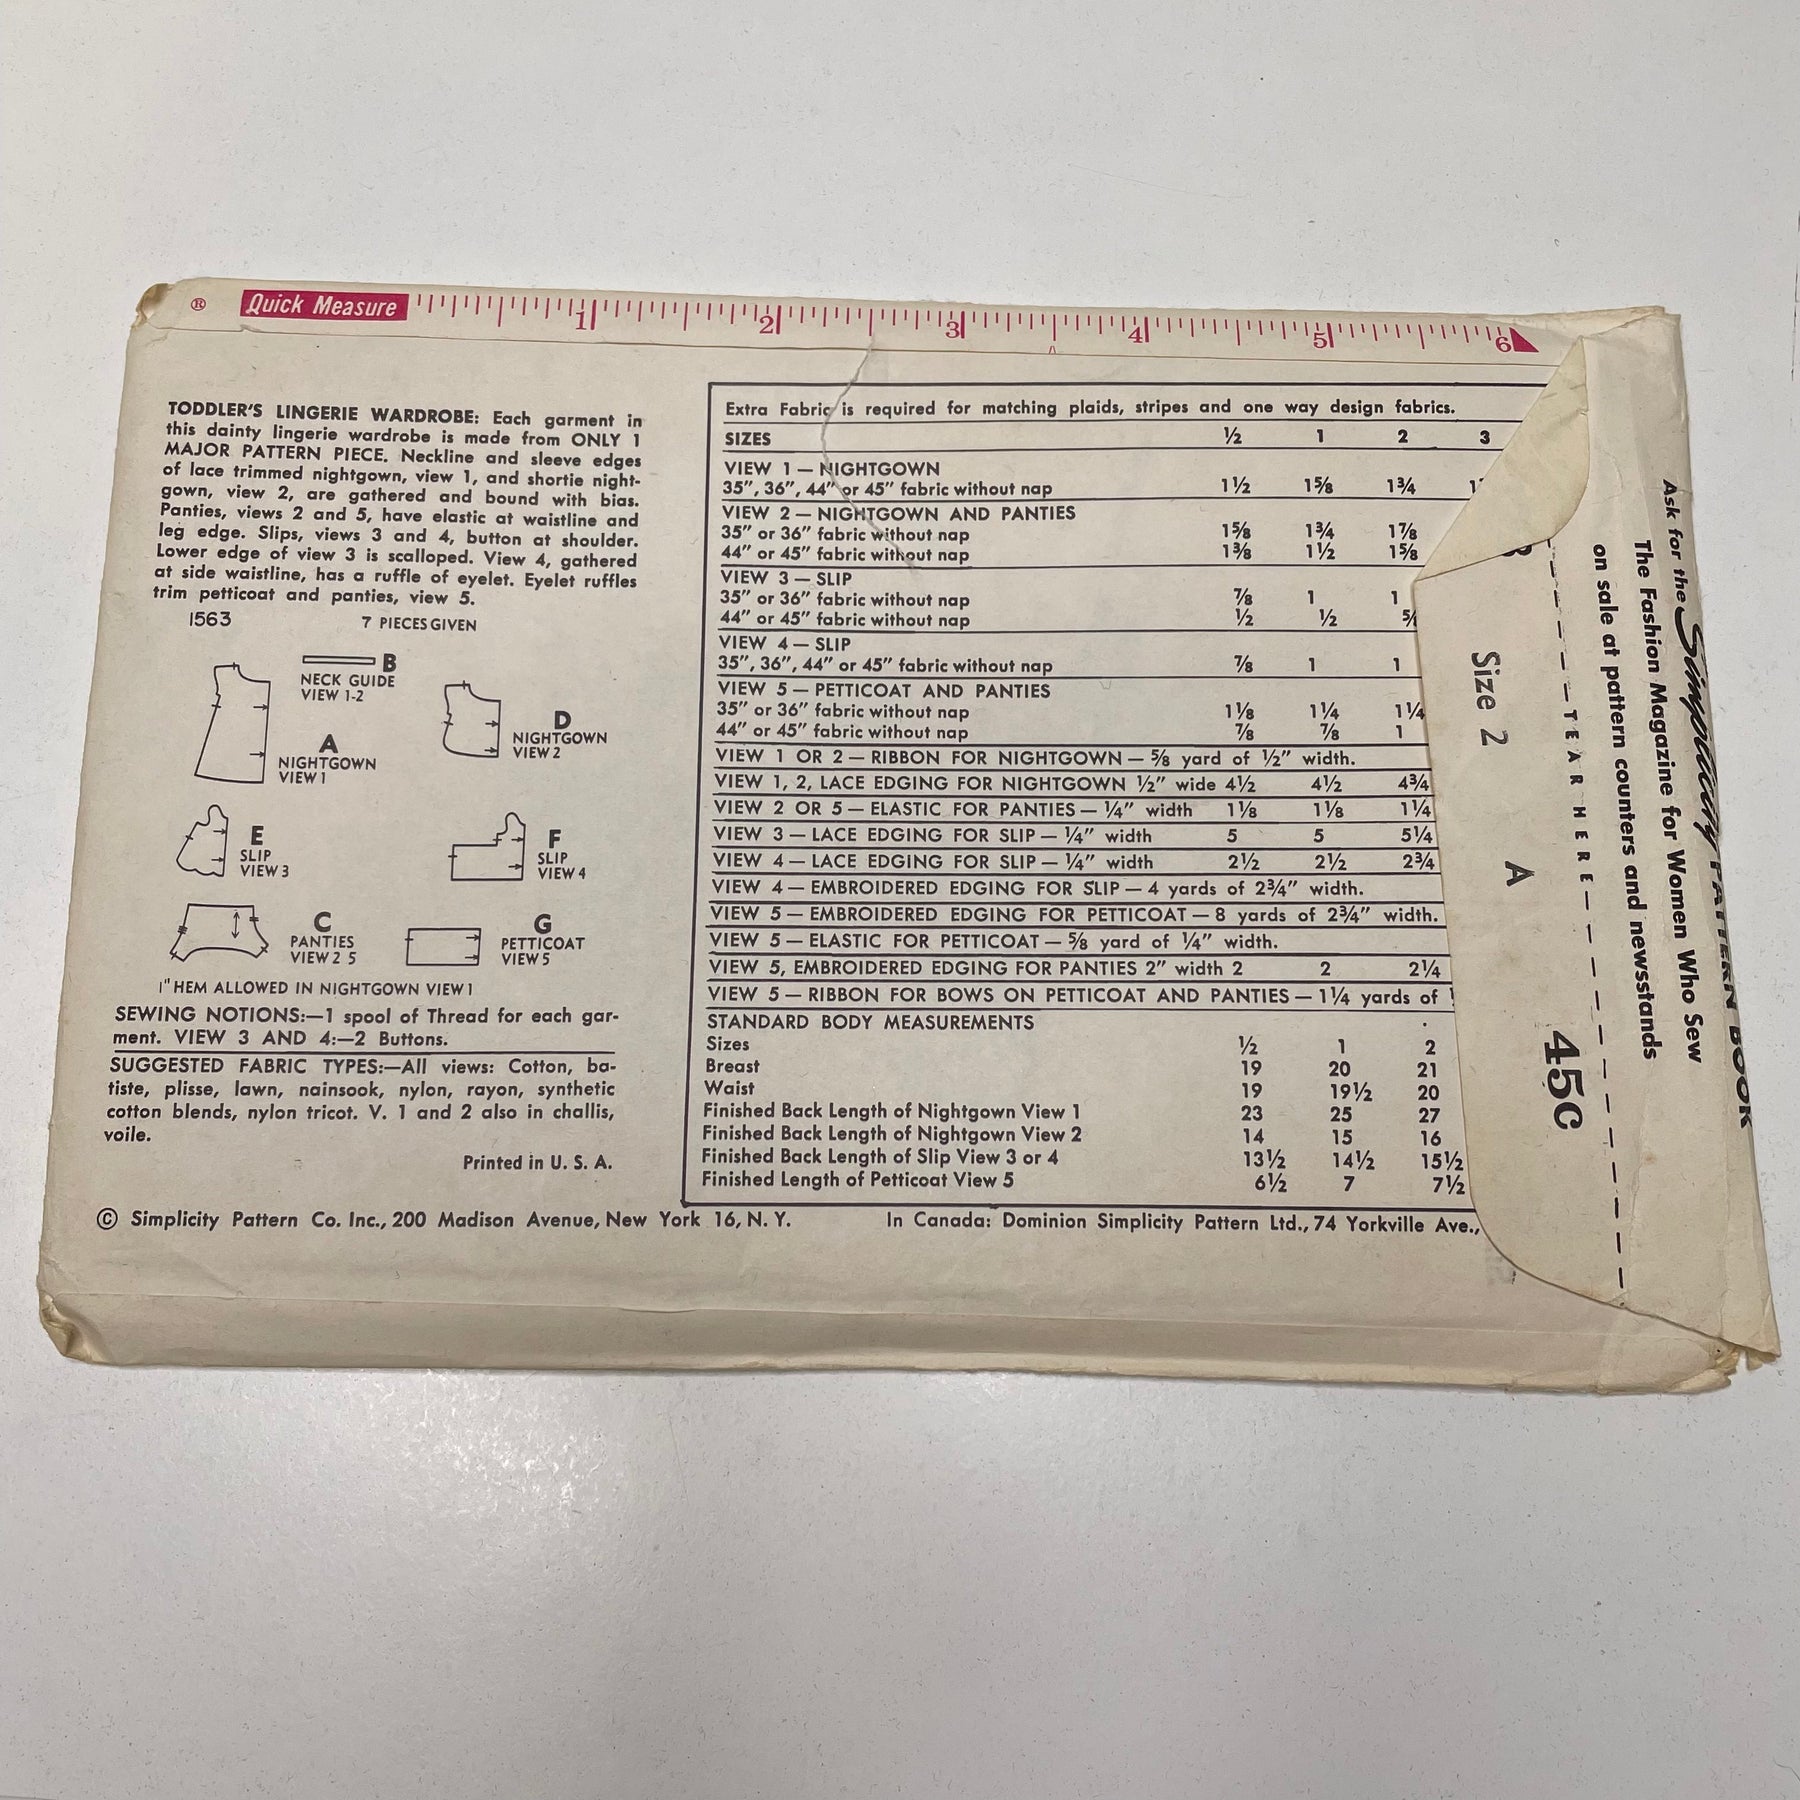 ® Quick Measure 1 2 3 4 5 6
TODDLER'S LINGERIE WARDROBE: Each garment in
this dainty lingerie wardrobe is made from ONLY 1
MAJOR PATTERN PIECE. Neckline and sleeve edges
of lace trimmed nightgown, view 1, and shortie night-
gown, view 2, are gathered and bound with bias.
Panties, views 2 and 5, have elastic at waistline and
leg edge. Slips, views 3 and 4, button at shoulder.
Lower edge of view 3 is scalloped. View 4, gathered
at side waistline, has a ruffle of eyelet. Eyelet ruffles
trim petticoat and panties, view 5.
1563 7 PIECES GIVEN
B
NECK GUIDE
VIEW 1-2
A
NIGHTGOWN
VIEW 1
D
NIGHTGOWN
VIEW 2
E
SLIP
VIEW 3
F
SLIP
VIEW 4
C
PANTIES
VIEW 2 5
G
PETTICOAT
VIEW 5
1" HEM ALLOWED IN NIGHTGOWN VIEW 1
SEWING NOTIONS:—1 spool of Thread for each gar-
ment. VIEW 3 AND 4:—2 Buttons.
SUGGESTED FABRIC TYPES:—All views: Cotton, ba-
tiste, plisse, lawn, nainsook, nylon, rayon, synthetic
cotton blends, nylon tricot. V. 1 and 2 also in challis,
voile.
Printed in U. S. A.
Extra Fabric is required for matching plaids, stripes and one way design fabrics.
SIZES ½ 1 2 3
VIEW 1 — NIGHTGOWN
35", 36", 44" or 45" fabric without nap 1½ 1⅝ 1¾
VIEW 2 — NIGHTGOWN AND PANTIES
35" or 36" fabric without nap 1⅝ 1¾ 1⅞
44" or 45" fabric without nap 1⅜ 1½ 1⅝
VIEW 3 — SLIP
35" or 36" fabric without nap ⅞ 1 1
44" or 45" fabric without nap ½ ½
VIEW 4 — SLIP
35", 36", 44" or 45" fabric without nap ⅞ 1 1
VIEW 5 — PETTICOAT AND PANTIES
35" or 36" fabric without nap 1⅛ 1¼ 1¼
44" or 45" fabric without nap ⅞ ⅞ 1
VIEW 1 OR 2 — RIBBON FOR NIGHTGOWN — ⅝ yard of ½" width.
VIEW 1, 2, LACE EDGING FOR NIGHTGOWN ½" wide 4½ 4½ 4¾
VIEW 2 OR 5 — ELASTIC FOR PANTIES — ¼" width 1⅛ 1⅛ 1¼
VIEW 3 — LACE EDGING FOR SLIP — ¼" width 5 5 5¼
VIEW 4 — LACE EDGING FOR SLIP — ¼" width 2½ 2½ 2¾
VIEW 4 — EMBROIDERED EDGING FOR SLIP — 4 yards of 2¾" width.
VIEW 5 — EMBROIDERED EDGING FOR PETTICOAT — 8 yards of 2¾" width.
VIEW 5 — ELASTIC FOR PETTICOAT — ⅝ yard of ¼" width.
VIEW 5, EMBROIDERED EDGING FOR PANTIES 2" width 2 2 2¼
VIEW 5 — RIBBON FOR BOWS ON PETTICOAT AND PANTIES — 1¼ yards of
STANDARD BODY MEASUREMENTS
Sizes ½ 1 2
Breast 19 20 21
Waist 19 19½ 20
Finished Back Length of Nightgown View 1 23 25 27
Finished Back Length of Nightgown View 2 14 15 16
Finished Back Length of Slip View 3 or 4 13½ 14½ 15½
Finished Length of Petticoat View 5 6½ 7 7½
© Simplicity Pattern Co. Inc., 200 Madison Avenue, New York 16, N. Y. In Canada: Dominion Simplicity Pattern Ltd., 74 Yorkville Ave.,
Ask for the Simplicity PATTERN BOOK
The Fashion Magazine for Women Who Sew
on sale at pattern counters and newsstands
TEAR HERE
45c
Size 2 A